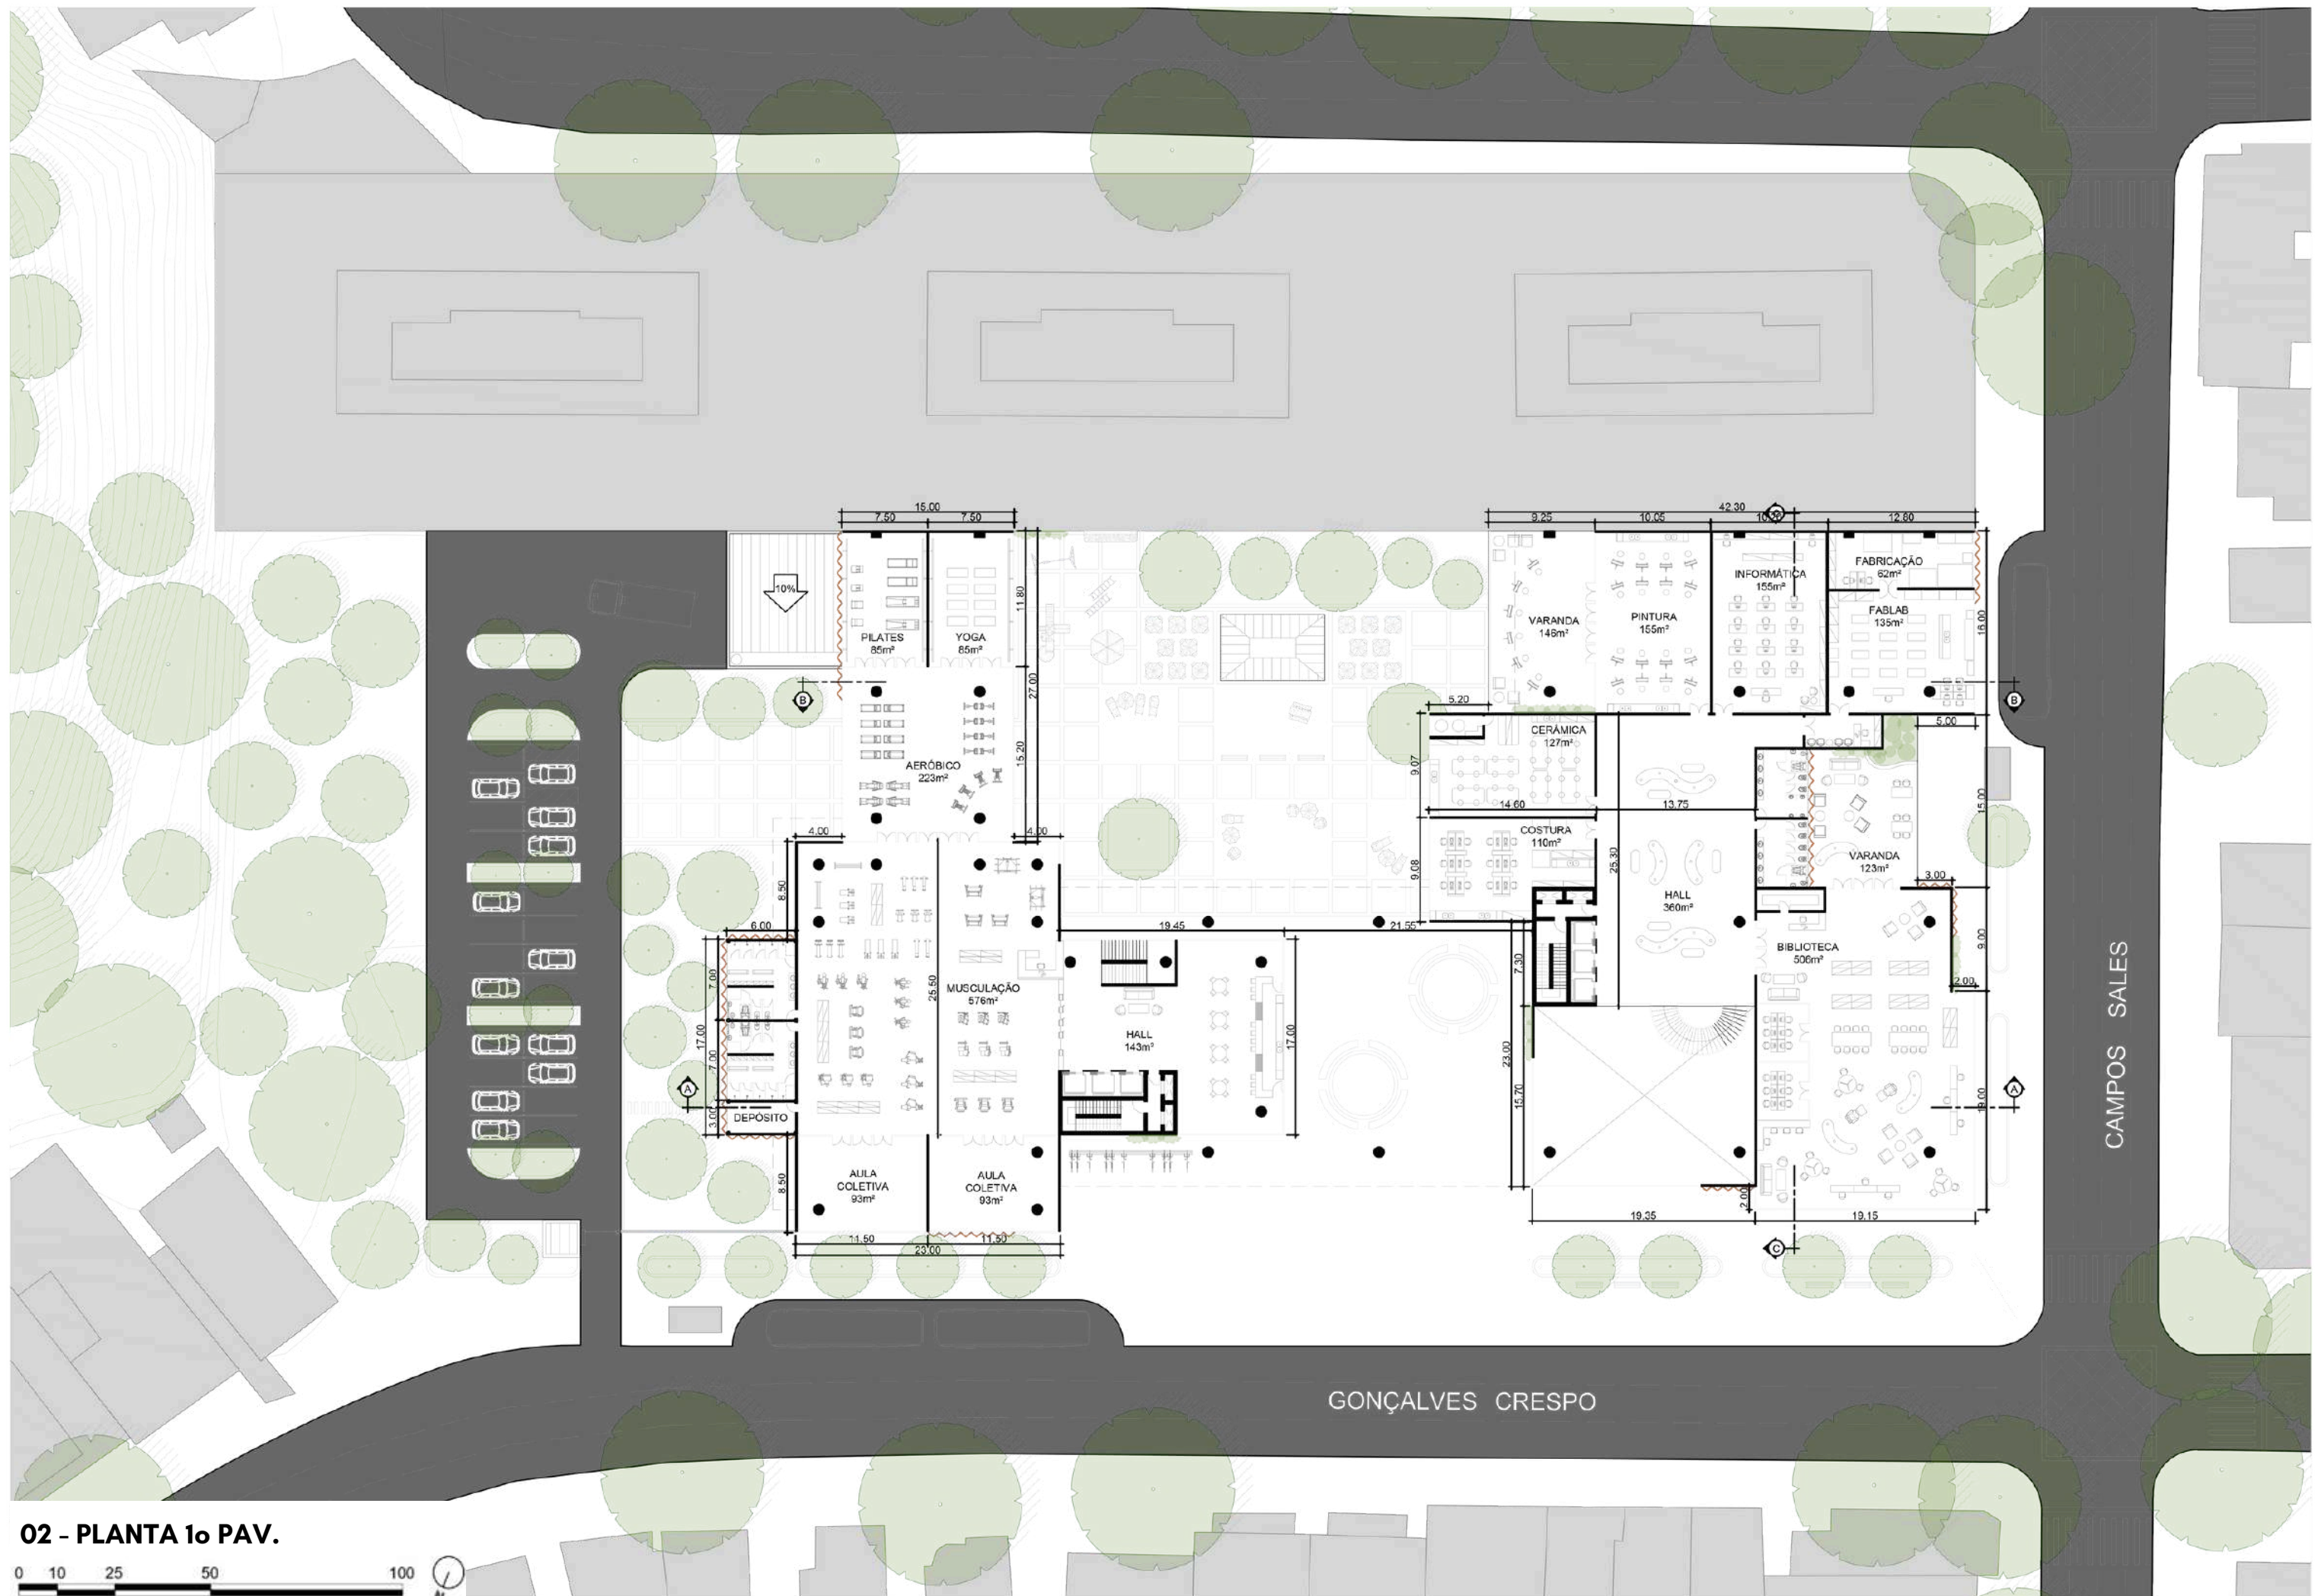 15.00
7.50
7.50
42.30
9.25
10.05
12.80
10%
PILATES
85m²
YOGA
85m²
11.80
27.00
VARANDA
146m²
PINTURA
155m²
INFORMÁTICA
155m²
FABRICAÇÃO
62m²
FABLAB
135m²
16.00
B
B
5.20
5.00
AERÓBICO
223m²
15.20
CERÂMICA
127m²
9.07
14.60
13.75
15.00
4.00
4.00
COSTURA
110m²
9.08
25.30
VARANDA
123m²
3.00
8.50
HALL
360m²
6.00
19.45
21.55
BIBLIOTECA
506m²
9.00
7.00
25.50
MUSCULAÇÃO
576m²
7.30
2.00
17.00
HALL
143m²
17.00
23.00
7.00
A
A
15.70
19.00
3.00
DEPÓSITO
8.50
AULA
COLETIVA
93m²
AULA
COLETIVA
93m²
2.00
19.35
19.15
11.50
11.50
23.00
C
C
CAMPOS SALES
GONÇALVES CRESPO
02 - PLANTA 1o PAV.
0 10 25 50 100